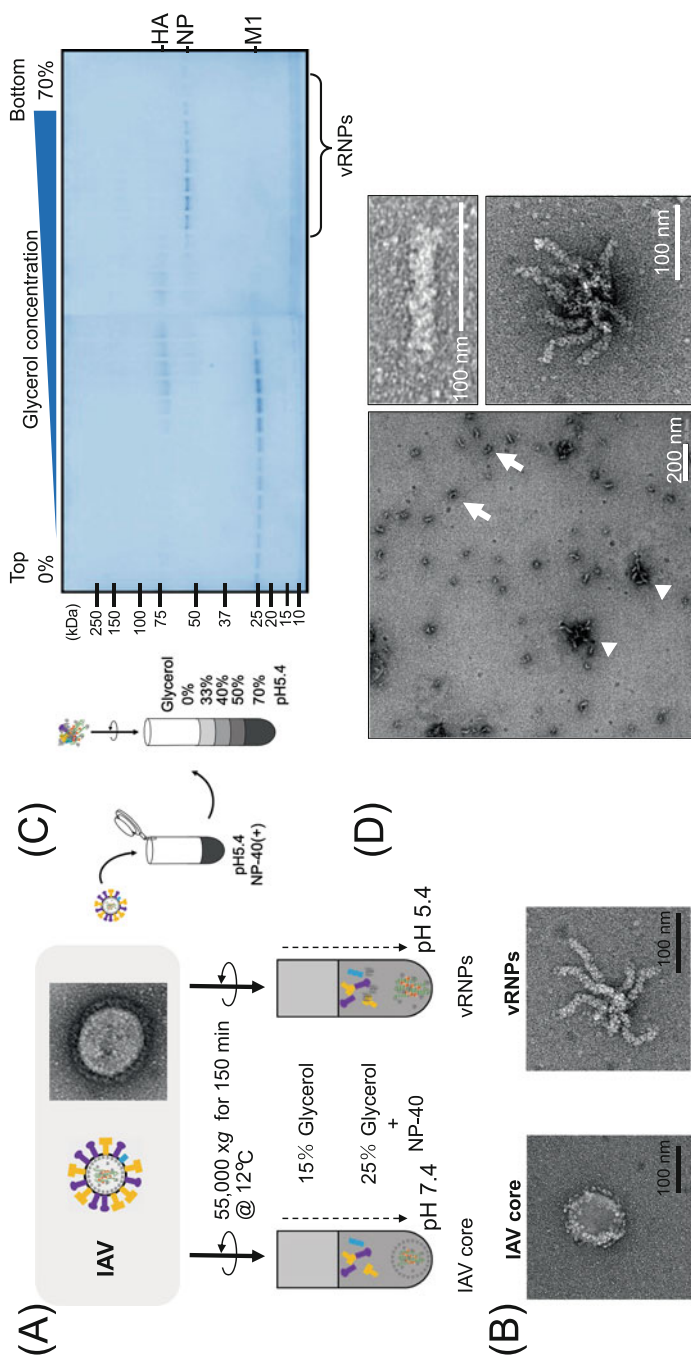 (A)
IAV
55,000 xg for 150 min
@ 12℃
15% Glycerol
25% Glycerol
+
NP-40
pH 7.4
pH 5.4
IAV core
vRNPs
(B)
IAV core
vRNPs
100 nm
100 nm
(C)
pH5.4
NP-40(+)
Glycerol
0%
33%
40%
50%
70%
pH5.4
Top
Glycerol concentration
Bottom
0%
70%
(kDa)
250
150
100
75
50
37
25
20
15
10
HA
NP
M1
vRNPs
(D)
200 nm
100 nm
100 nm